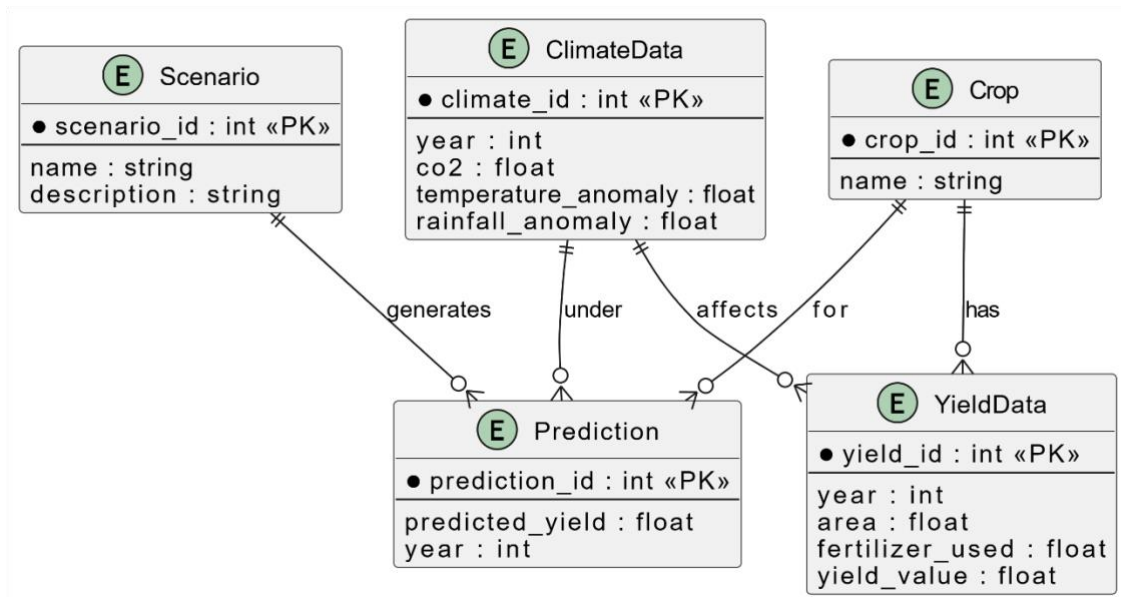 E Scenario
● scenario_id : int «PK»
name : string
description : string
E ClimateData
● climate_id : int «PK»
year : int
co2 : float
temperature_anomaly : float
rainfall_anomaly : float
E Crop
● crop_id : int «PK»
name : string
generates
under
affects
for
has
E Prediction
● prediction_id : int «PK»
predicted_yield : float
year : int
E YieldData
● yield_id : int «PK»
year : int
area : float
fertilizer_used : float
yield_value : float